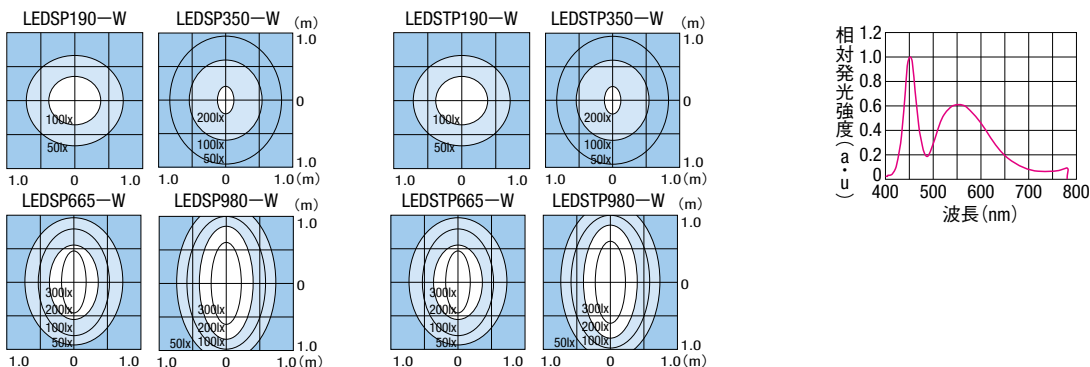 LEDSP190－W
LEDSP350－W
(m)
1.0
0
1.0
100lx
50lx
200lx
100lx
50lx
1.0
0
1.0
1.0
0
1.0(m)
LEDSTP190－W
LEDSTP350－W
(m)
1.0
0
1.0
100lx
50lx
200lx
100lx
50lx
1.0
0
1.0
1.0
0
1.0(m)
LEDSP665－W
LEDSP980－W
(m)
0
1.0
300lx
200lx
100lx
50lx
300lx
200lx
100lx
50lx
1.0
0
1.0
1.0
0
1.0(m)
LEDSTP665－W
LEDSTP980－W
(m)
0
1.0
300lx
200lx
100lx
50lx
300lx
200lx
100lx
50lx
1.0
0
1.0
1.0
0
1.0(m)
相対発光強度(a・u)
1.2
1.0
0.8
0.6
0.4
0.2
0
400 500 600 700 800
波長(nm)